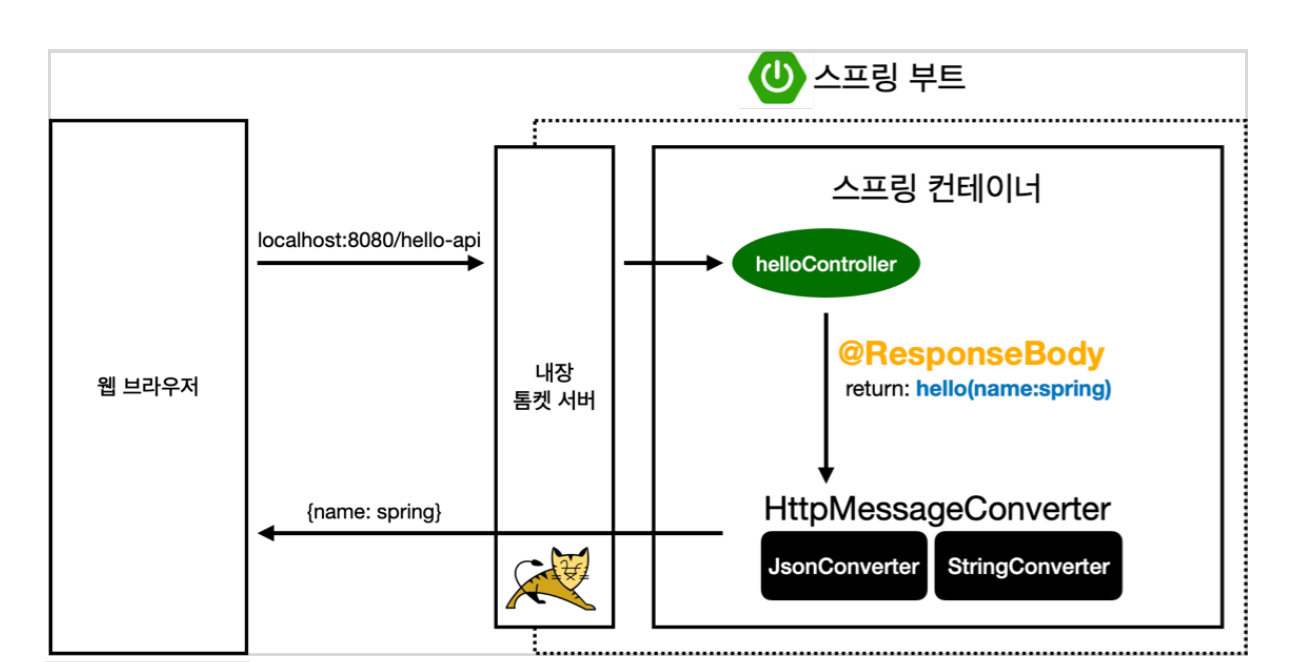 스프링 부트
스프링 컨테이너
localhost:8080/hello-api
helloController
@ResponseBody
return: hello(name:spring)
웹 브라우저
내장
톰켓 서버
{name: spring}
HttpMessageConverter
JsonConverter
StringConverter